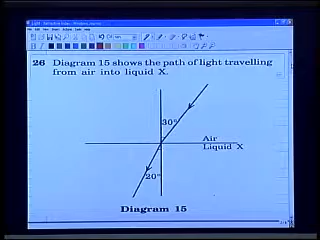 26 Diagram 15 shows the path of light travelling
from air into liquid X.
30°
Air
Liquid X
20°
Diagram 15